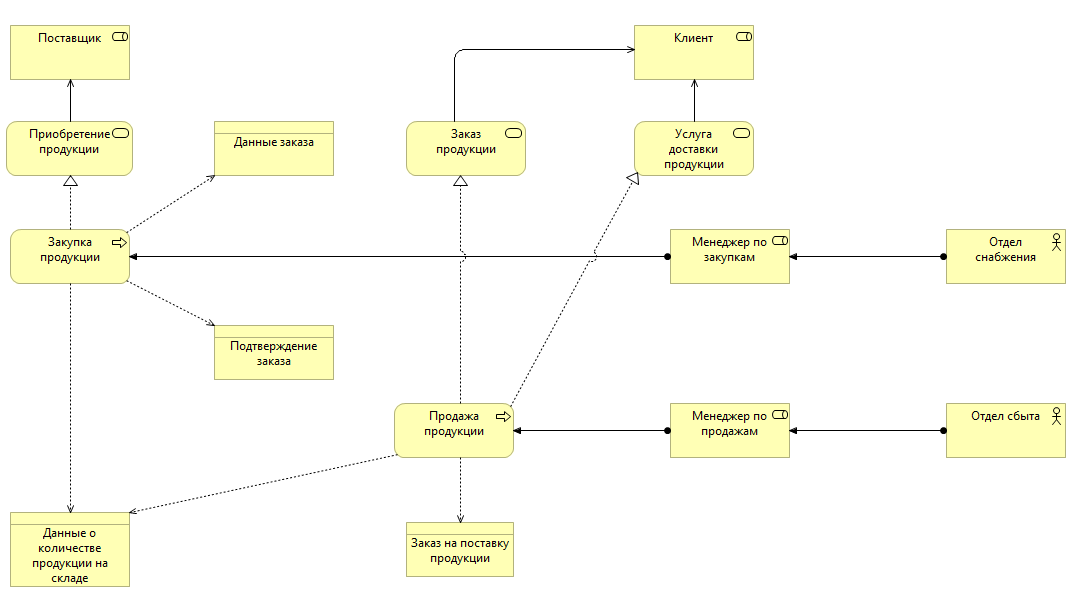 Поставщик
Клиент
Приобретение
продукции
Данные заказа
Заказ
продукции
Услуга
доставки
продукции
Закупка
продукции
Менеджер по
закупкам
Отдел
снабжения
Подтверждение
заказа
Продажа
продукции
Менеджер по
продажам
Отдел сбыта
Данные о
количестве
продукции на
складе
Заказ на поставку
продукции